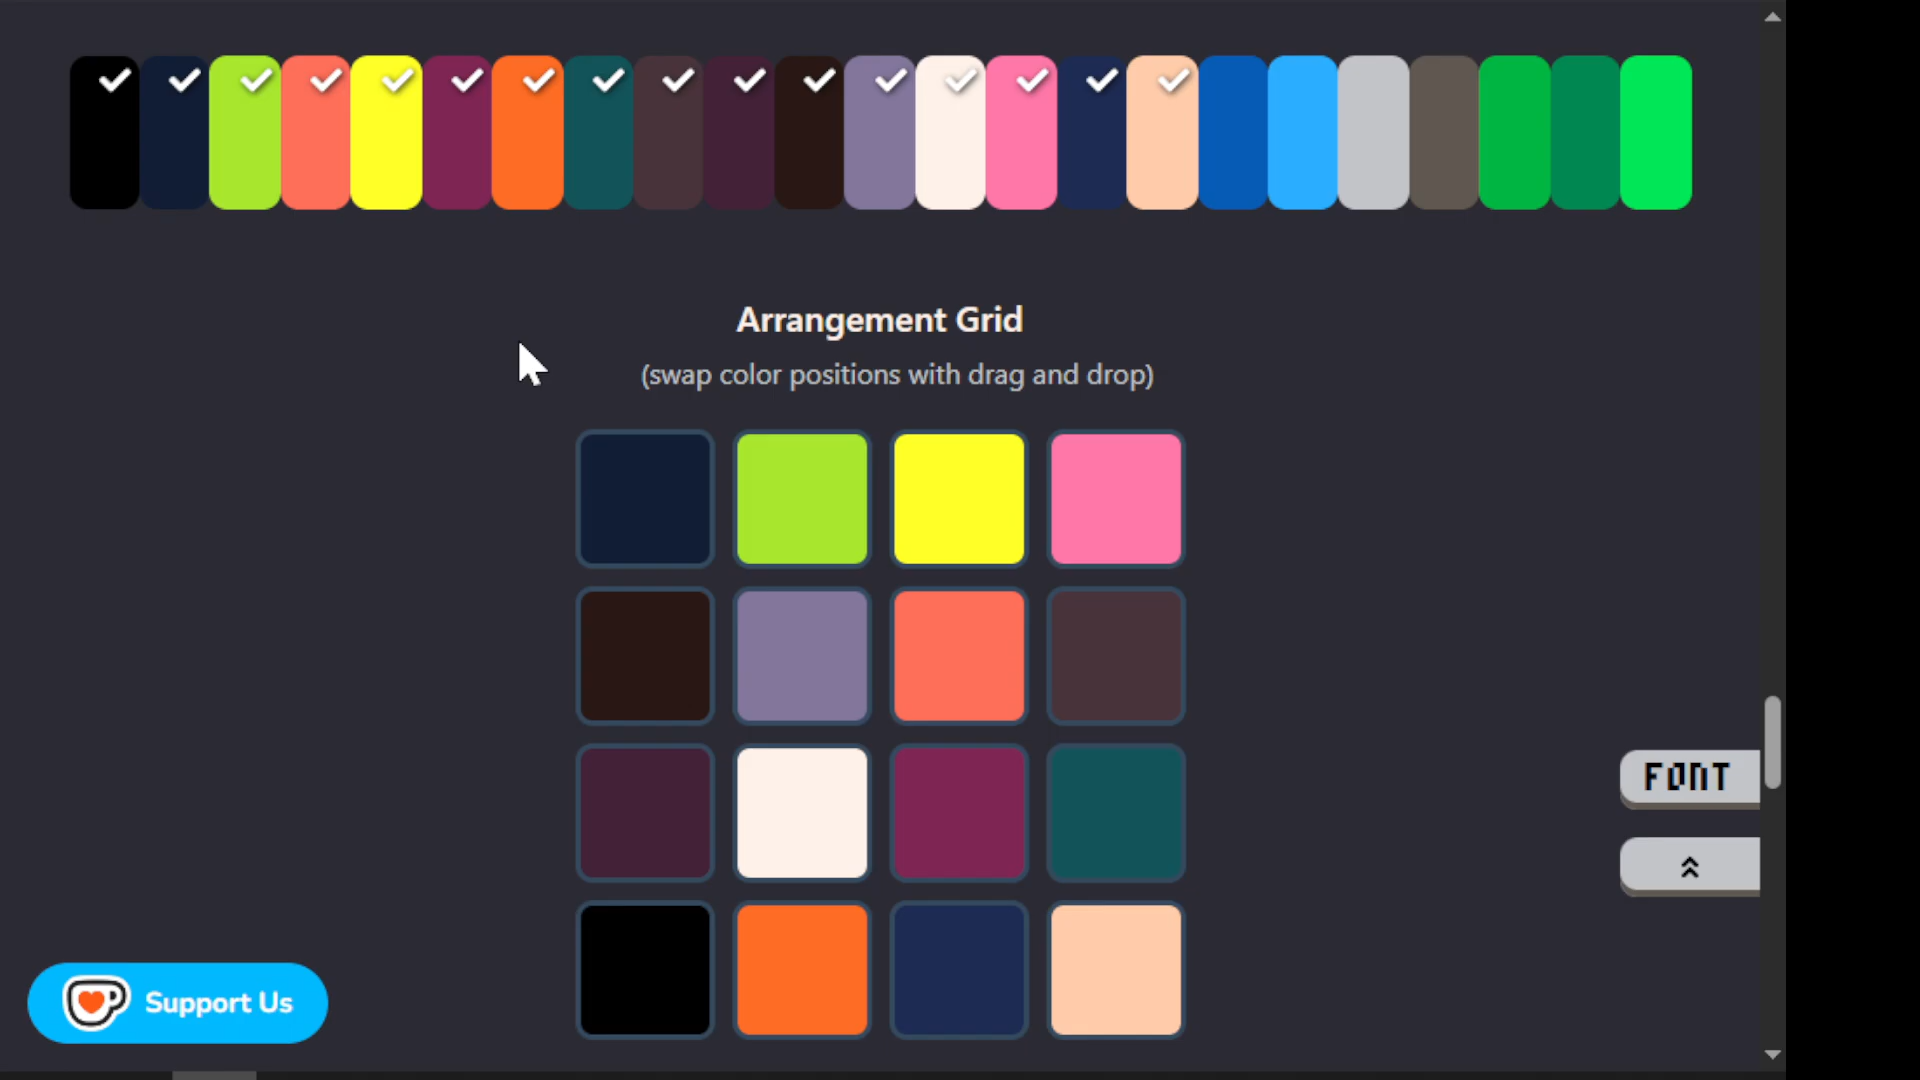 Arrangement Grid
(swap color positions with drag and drop)
FONT
Support Us